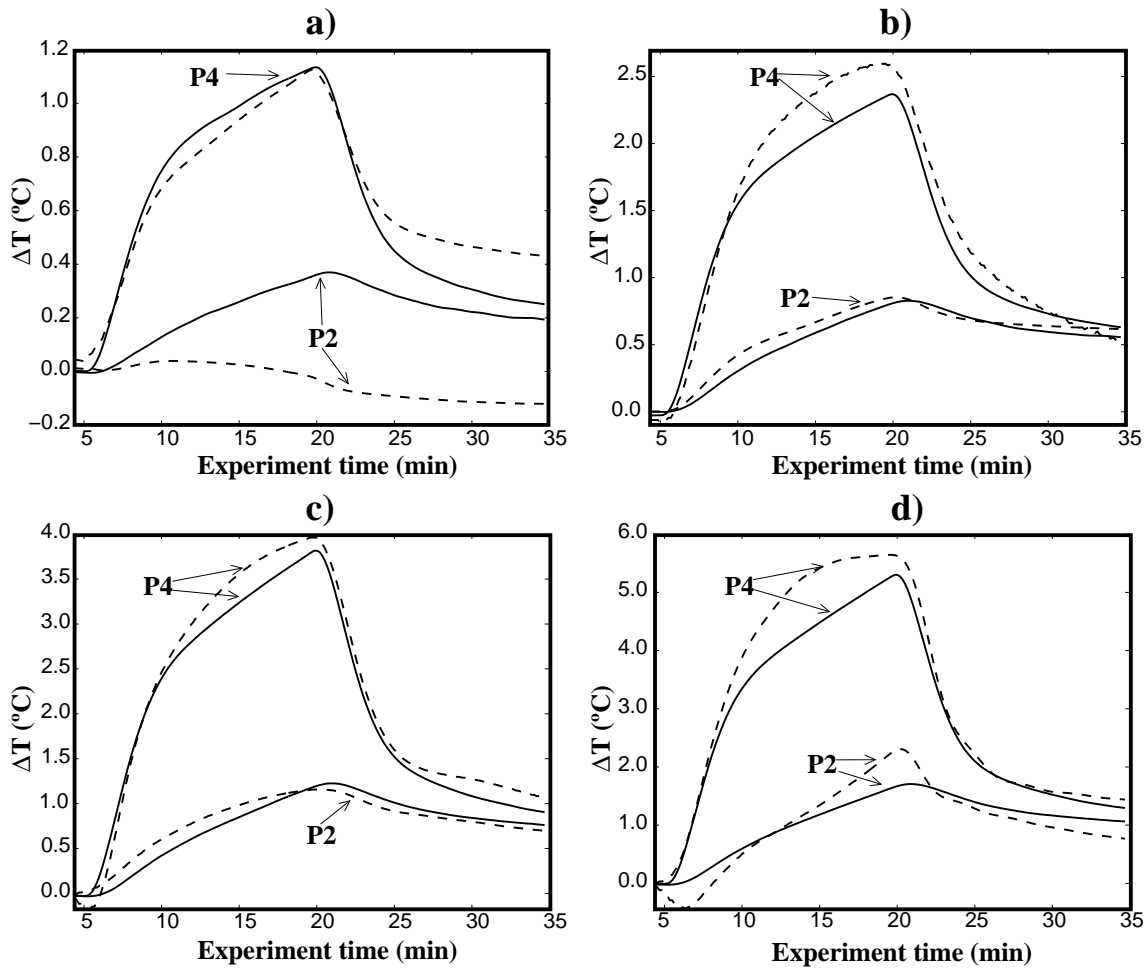 a)
1.2
1.0
0.8
0.6
0.4
0.2
0.0
−0.2
ΔT (ºC)
P4
P2
5 10 15 20 25 30 35
Experiment time (min)
b)
2.5
2.0
1.5
1.0
0.5
0.0
ΔT (ºC)
P4
P2
5 10 15 20 25 30 35
Experiment time (min)
c)
4.0
3.5
3.0
2.5
2.0
1.5
1.0
0.5
0.0
ΔT (ºC)
P4
P2
5 10 15 20 25 30 35
Experiment time (min)
d)
6.0
5.0
4.0
3.0
2.0
1.0
0.0
ΔT (ºC)
P4
P2
5 10 15 20 25 30 35
Experiment time (min)